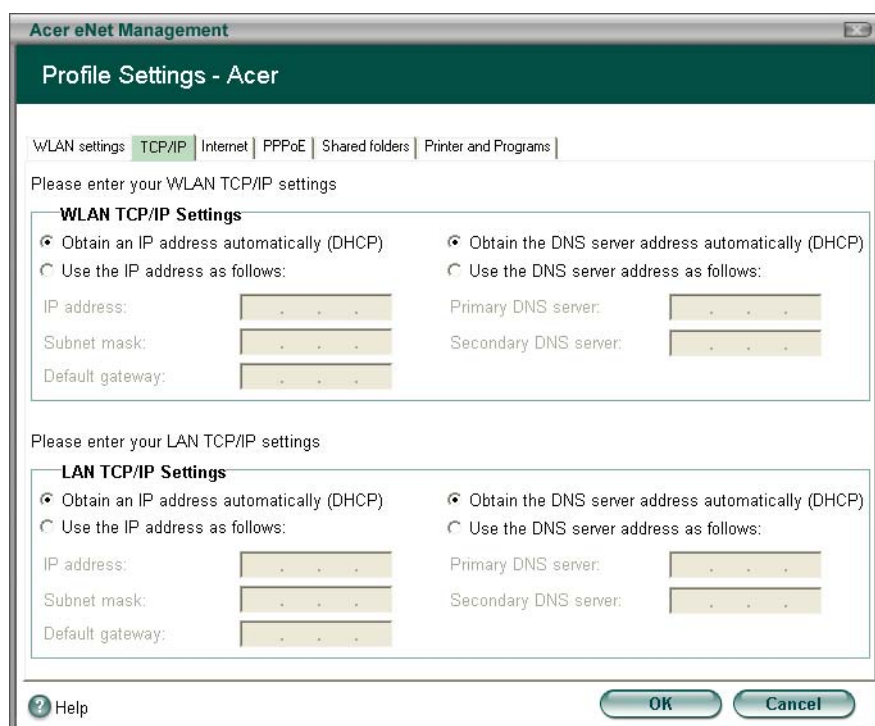 Acer eNet Management
Profile Settings - Acer
WLAN settings TCP/IP Internet PPPoE Shared folders Printer and Programs
Please enter your WLAN TCP/IP settings
WLAN TCP/IP Settings
Obtain an IP address automatically (DHCP) Obtain the DNS server address automatically (DHCP)
Use the IP address as follows: Use the DNS server address as follows:
IP address: . . . Primary DNS server: . . .
Subnet mask: . . . Secondary DNS server: . . .
Default gateway: . . .
Please enter your LAN TCP/IP settings
LAN TCP/IP Settings
Obtain an IP address automatically (DHCP) Obtain the DNS server address automatically (DHCP)
Use the IP address as follows: Use the DNS server address as follows:
IP address: . . . Primary DNS server: . . .
Subnet mask: . . . Secondary DNS server: . . .
Default gateway: . . .
? Help OK Cancel